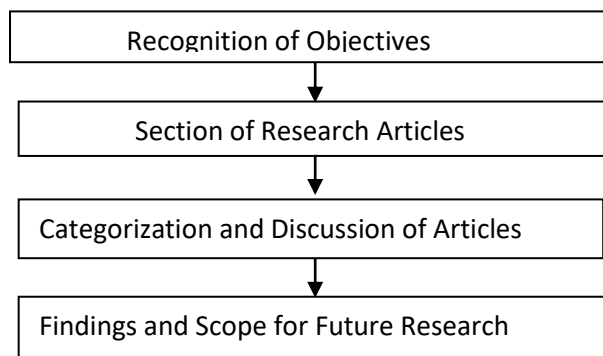 Recognition of Objectives
Section of Research Articles
Categorization and Discussion of Articles
Findings and Scope for Future Research